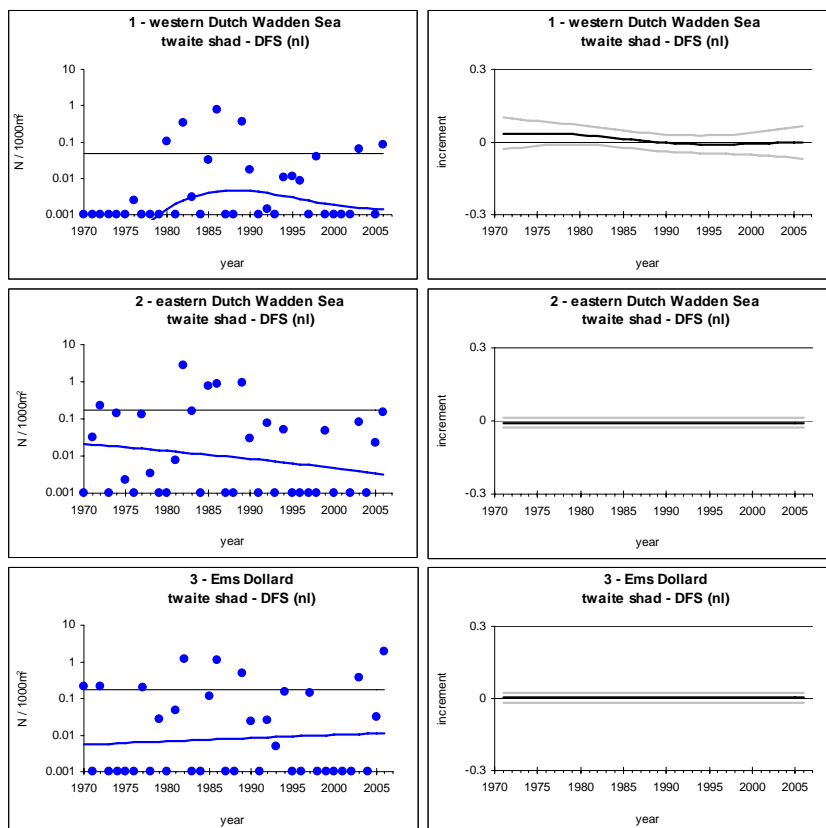 1 - western Dutch Wadden Sea
twaite shad - DFS (nl)
N / 1000m²
10
1
0.1
0.01
0.001
1970 1975 1980 1985 1990 1995 2000 2005
year
1 - western Dutch Wadden Sea
twaite shad - DFS (nl)
increment
0.3
0
-0.3
1970 1975 1980 1985 1990 1995 2000 2005
year
2 - eastern Dutch Wadden Sea
twaite shad - DFS (nl)
N / 1000m²
10
1
0.1
0.01
0.001
1970 1975 1980 1985 1990 1995 2000 2005
year
2 - eastern Dutch Wadden Sea
twaite shad - DFS (nl)
increment
0.3
0
-0.3
1970 1975 1980 1985 1990 1995 2000 2005
year
3 - Ems Dollard
twaite shad - DFS (nl)
N / 1000m²
10
1
0.1
0.01
0.001
1970 1975 1980 1985 1990 1995 2000 2005
year
3 - Ems Dollard
twaite shad - DFS (nl)
increment
0.3
0
-0.3
1970 1975 1980 1985 1990 1995 2000 2005
year